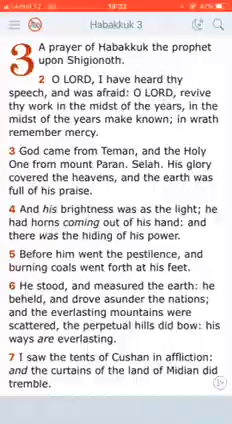 18:33
Habakkuk 3
3 A prayer of Habakkuk the prophet
upon Shigionoth.
2 O LORD, I have heard thy
speech, and was afraid: O LORD, revive
thy work in the midst of the years, in the
midst of the years make known; in wrath
remember mercy.
3 God came from Teman, and the Holy
One from mount Paran. Selah. His glory
covered the heavens, and the earth was
full of his praise.
4 And his brightness was as the light; he
had horns coming out of his hand: and
there was the hiding of his power.
5 Before him went the pestilence, and
burning coals went forth at his feet.
6 He stood, and measured the earth: he
beheld, and drove asunder the nations;
and the everlasting mountains were
scattered, the perpetual hills did bow: his
ways are everlasting.
7 I saw the tents of Cushan in affliction:
and the curtains of the land of Midian did
tremble.